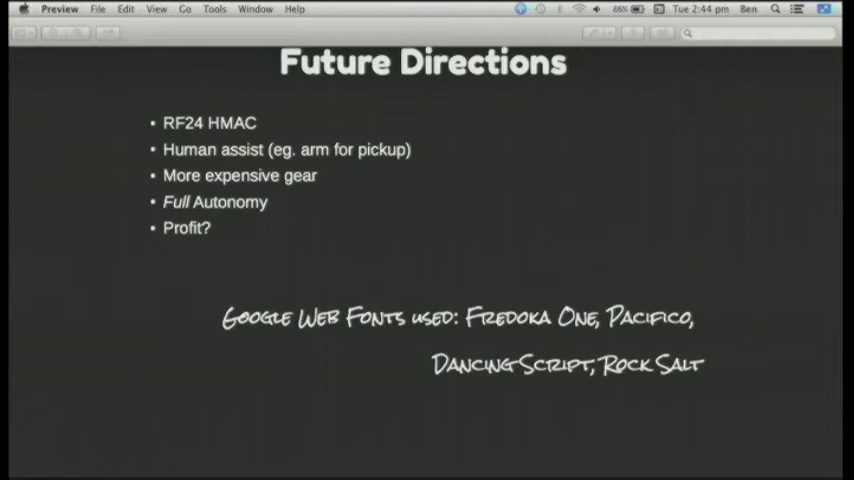 Preview File Edit View Go Tools Window Help 86% Tue 2:44 pm Ben
Future Directions
• RF24 HMAC
• Human assist (eg. arm for pickup)
• More expensive gear
• Full Autonomy
• Profit?
Google Web Fonts used: Fredoka One, Pacifico,
Dancing Script, Rock Salt